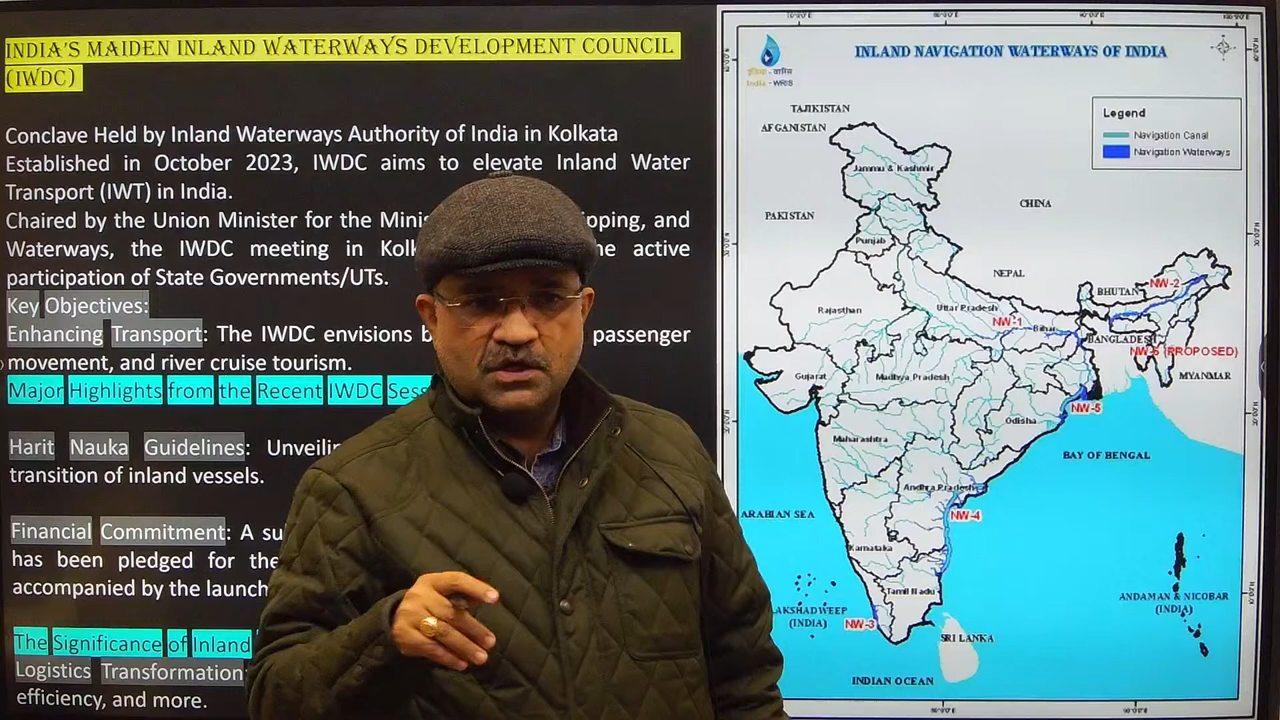 INDIA'S MAIDEN INLAND WATERWAYS DEVELOPMENT COUNCIL
(IWDC)
Conclave Held by Inland Waterways Authority of India in Kolkata
Established in October 2023, IWDC aims to elevate Inland Water
Transport (IWT) in India.
Chaired by the Union Minister for the ipping, and
Waterways, the IWDC meeting in active
participation of State Governments/UTs.
Key Objectives:
Enhancing Transport: The IWDC envisions passenger
movement, and river cruise tourism.
Major Highlights from the Recent IWDC
Harit Nauka Guidelines:
transition of inland vessels.
Financial Commitment: A
has been pledged for the
accompanied by the
The Significance of Inland
Logistics Transformation
efficiency, and more.
INLAND NAVIGATION WATERWAYS OF INDIA
इंडिया - वारिस
India - WRIS
Legend
Navigation Canal
Navigation Waterways
TAJIKISTAN
AFGANISTAN
Jammu & Kashmir
CHINA
PAKISTAN
Punjab
NEPAL
BHUTAN
NW-2
Rajasthan
Uttar Pradesh
NW-1
Bihar
BANGLADESH
NW-6 (PROPOSED)
MYANMAR
Gujarat
Madhya Pradesh
NW-5
Odisha
Maharashtra
BAY OF BENGAL
Andhra Pradesh
ARABIAN SEA
NW-4
Karnataka
Tamil Nadu
LAKSHADWEEP
(INDIA)
NW-3
ANDAMAN & NICOBAR
(INDIA)
SRI LANKA
INDIAN OCEAN